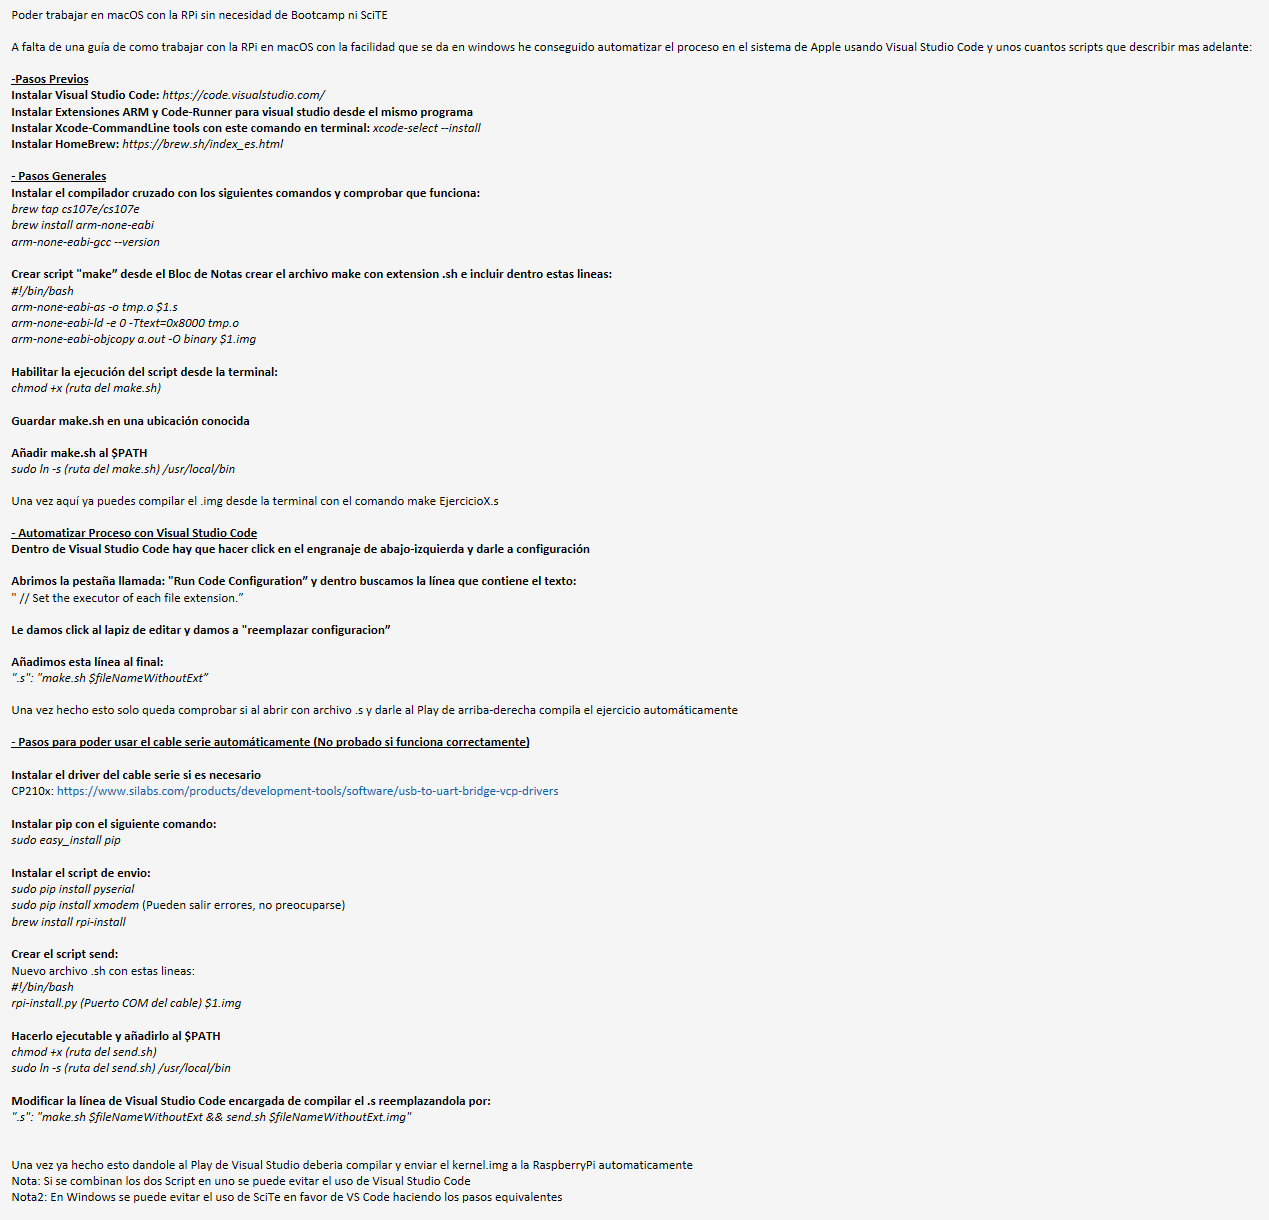 Poder trabajar en macOS con la RPi sin necesidad de Bootcamp ni SciTE
A falta de una guía de como trabajar con la RPi en macOS con la facilidad que se da en windows he conseguido automatizar el proceso en el sistema de Apple usando Visual Studio Code y unos cuantos scripts que describir mas adelante:
-Pasos Previos
Instalar Visual Studio Code: https://code.visualstudio.com/
Instalar Extensiones ARM y Code-Runner para visual studio desde el mismo programa
Instalar Xcode-CommandLine tools con este comando en terminal: xcode-select --install
Instalar HomeBrew: https://brew.sh/index_es.html
- Pasos Generales
Instalar el compilador cruzado con los siguientes comandos y comprobar que funciona:
brew tap cs107e/cs107e
brew install arm-none-eabi
arm-none-eabi-gcc --version
Crear script "make” desde el Bloc de Notas crear el archivo make con extension .sh e incluir dentro estas lineas:
#!/bin/bash
arm-none-eabi-as -o tmp.o $1.s
arm-none-eabi-ld -e 0 -Ttext=0x8000 tmp.o
arm-none-eabi-objcopy a.out -O binary $1.img
Habilitar la ejecución del script desde la terminal:
chmod +x (ruta del make.sh)
Guardar make.sh en una ubicación conocida
Añadir make.sh al $PATH
sudo ln -s (ruta del make.sh) /usr/local/bin
Una vez aquí ya puedes compilar el .img desde la terminal con el comando make EjercicioX.s
- Automatizar Proceso con Visual Studio Code
Dentro de Visual Studio Code hay que hacer click en el engranaje de abajo-izquierda y darle a configuración
Abrimos la pestaña llamada: "Run Code Configuration” y dentro buscamos la línea que contiene el texto:
" // Set the executor of each file extension.”
Le damos click al lapiz de editar y damos a "reemplazar configuracion”
Añadimos esta línea al final:
".s": "make.sh $fileNameWithoutExt”
Una vez hecho esto solo queda comprobar si al abrir con archivo .s y darle al Play de arriba-derecha compila el ejercicio automáticamente
- Pasos para poder usar el cable serie automáticamente (No probado si funciona correctamente)
Instalar el driver del cable serie si es necesario
CP210x: https://www.silabs.com/products/development-tools/software/usb-to-uart-bridge-vcp-drivers
Instalar pip con el siguiente comando:
sudo easy_install pip
Instalar el script de envio:
sudo pip install pyserial
sudo pip install xmodem (Pueden salir errores, no preocuparse)
brew install rpi-install
Crear el script send:
Nuevo archivo .sh con estas lineas:
#!/bin/bash
rpi-install.py (Puerto COM del cable) $1.img
Hacerlo ejecutable y añadirlo al $PATH
chmod +x (ruta del send.sh)
sudo ln -s (ruta del send.sh) /usr/local/bin
Modificar la línea de Visual Studio Code encargada de compilar el .s reemplazandola por:
".s": "make.sh $fileNameWithoutExt && send.sh $fileNameWithoutExt.img"
Una vez ya hecho esto dandole al Play de Visual Studio deberia compilar y enviar el kernel.img a la RaspberryPi automaticamente
Nota: Si se combinan los dos Script en uno se puede evitar el uso de Visual Studio Code
Nota2: En Windows se puede evitar el uso de SciTe en favor de VS Code haciendo los pasos equivalentes